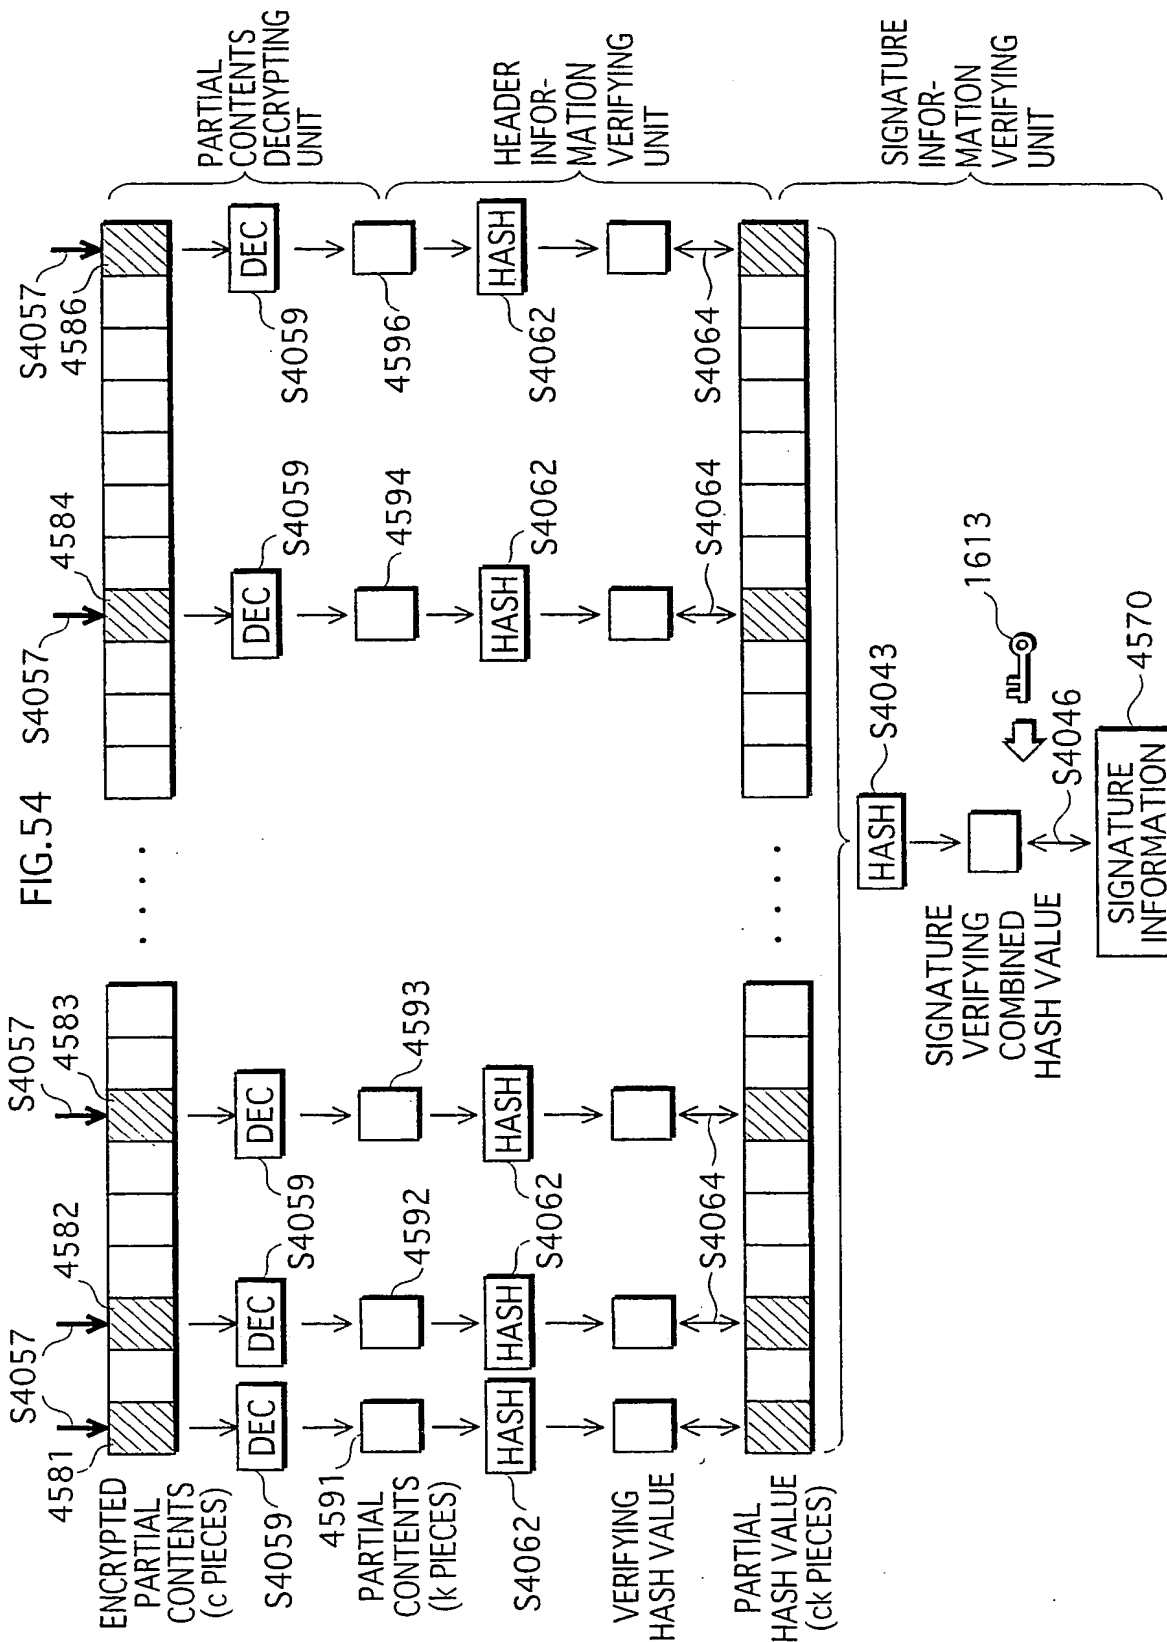 FIG.54
S4057
S4057
S4057
S4057
4581
4582
4583
4584
4586
ENCRYPTED
PARTIAL
CONTENTS
(c PIECES)
PARTIAL
CONTENTS
DECRYPTING
UNIT
DEC
DEC
DEC
DEC
DEC
S4059
S4059
S4059
S4059
S4059
4591
4592
4593
4594
4596
PARTIAL
CONTENTS
(k PIECES)
HEADER
INFOR-
MATION
VERIFYING
UNIT
HASH
HASH
HASH
HASH
HASH
S4062
S4062
S4062
S4062
S4062
VERIFYING
HASH VALUE
S4064
S4064
S4064
PARTIAL
HASH VALUE
(ck PIECES)
SIGNATURE
INFOR-
MATION
VERIFYING
UNIT
HASH
S4043
SIGNATURE
VERIFYING
COMBINED
HASH VALUE
1613
S4046
SIGNATURE
INFORMATION
4570